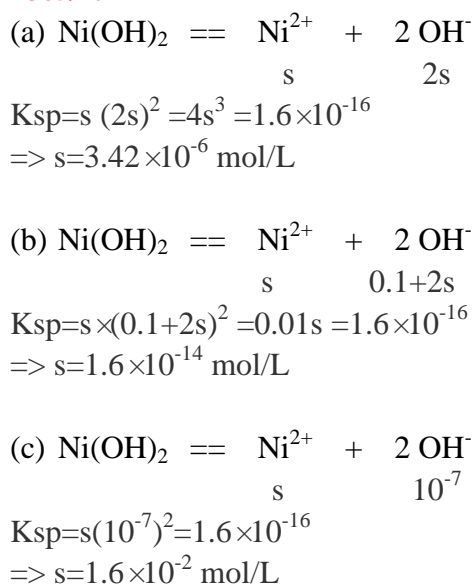 (a) Ni(OH)₂ == Ni²⁺ + 2 OH⁻
s 2s
Ksp=s (2s)² =4s³ =1.6×10⁻¹⁶
=> s=3.42×10⁻⁶ mol/L
(b) Ni(OH)₂ == Ni²⁺ + 2 OH⁻
s 0.1+2s
Ksp=s×(0.1+2s)² =0.01s =1.6×10⁻¹⁶
=> s=1.6×10⁻¹⁴ mol/L
(c) Ni(OH)₂ == Ni²⁺ + 2 OH⁻
s 10⁻⁷
Ksp=s(10⁻⁷)²=1.6×10⁻¹⁶
=> s=1.6×10⁻² mol/L